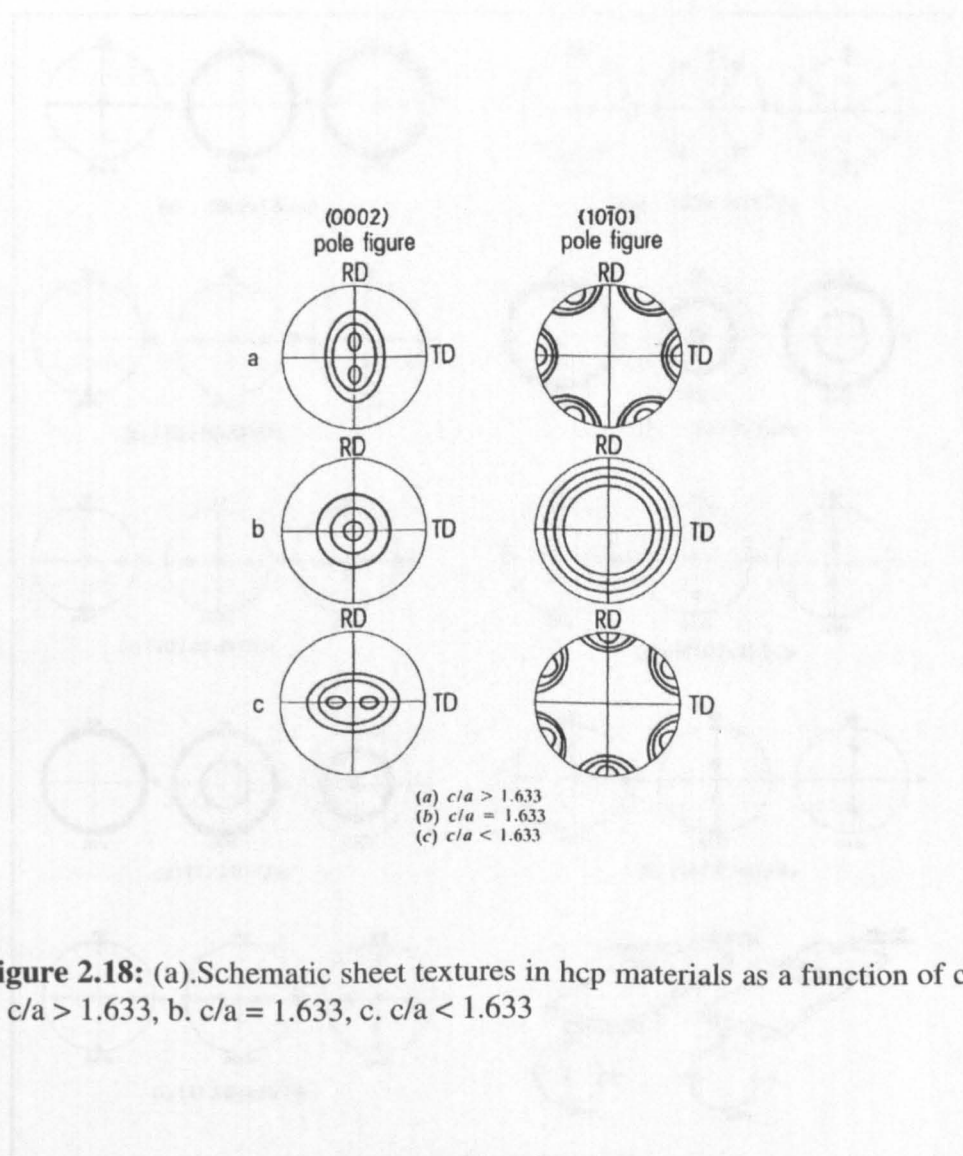 (0002)
pole figure
{101̄0}
pole figure
RD
RD
a
TD
TD
RD
RD
b
TD
TD
RD
RD
c
TD
TD
(a) c/a > 1.633
(b) c/a = 1.633
(c) c/a < 1.633
igure 2.18: (a).Schematic sheet textures in hcp materials as a function of c
c/a > 1.633, b. c/a = 1.633, c. c/a < 1.633